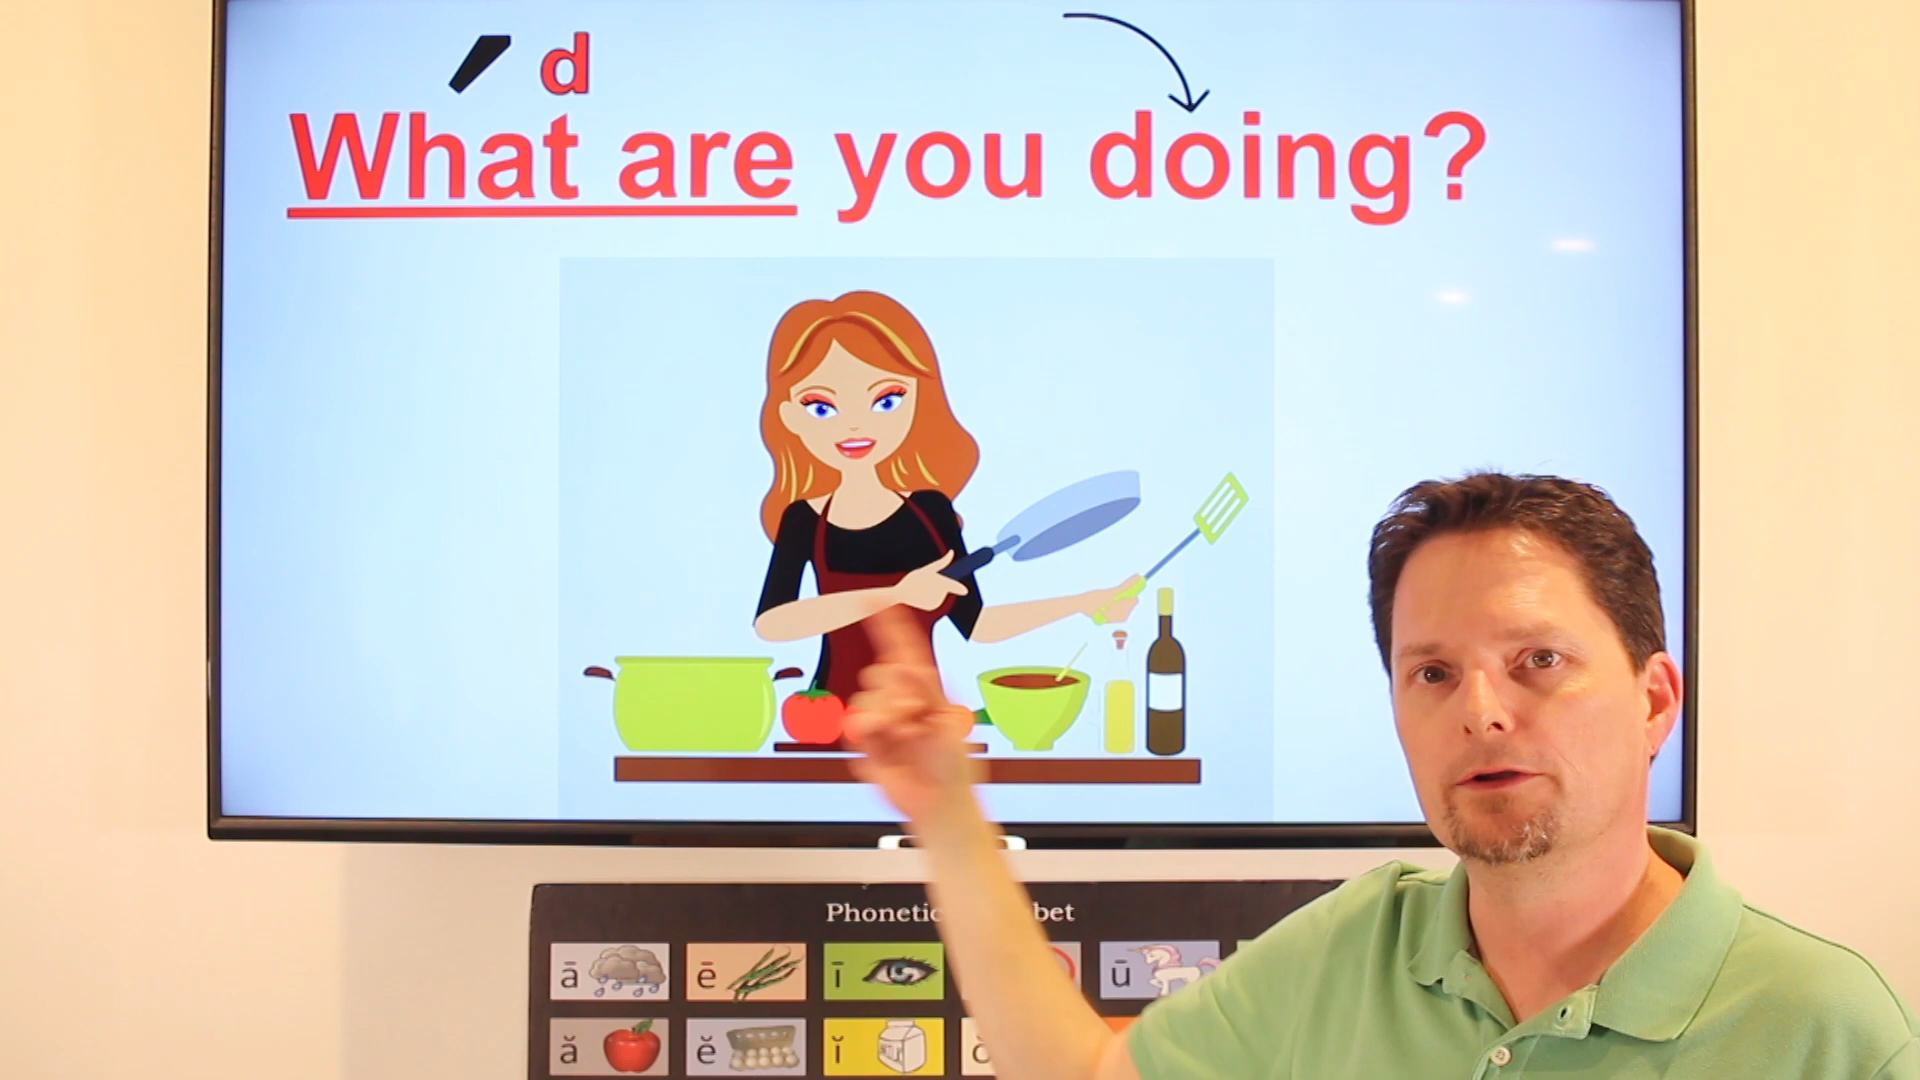 d
What are you doing?
Phonetic
ā ē ī ū
ă ĕ ĭ